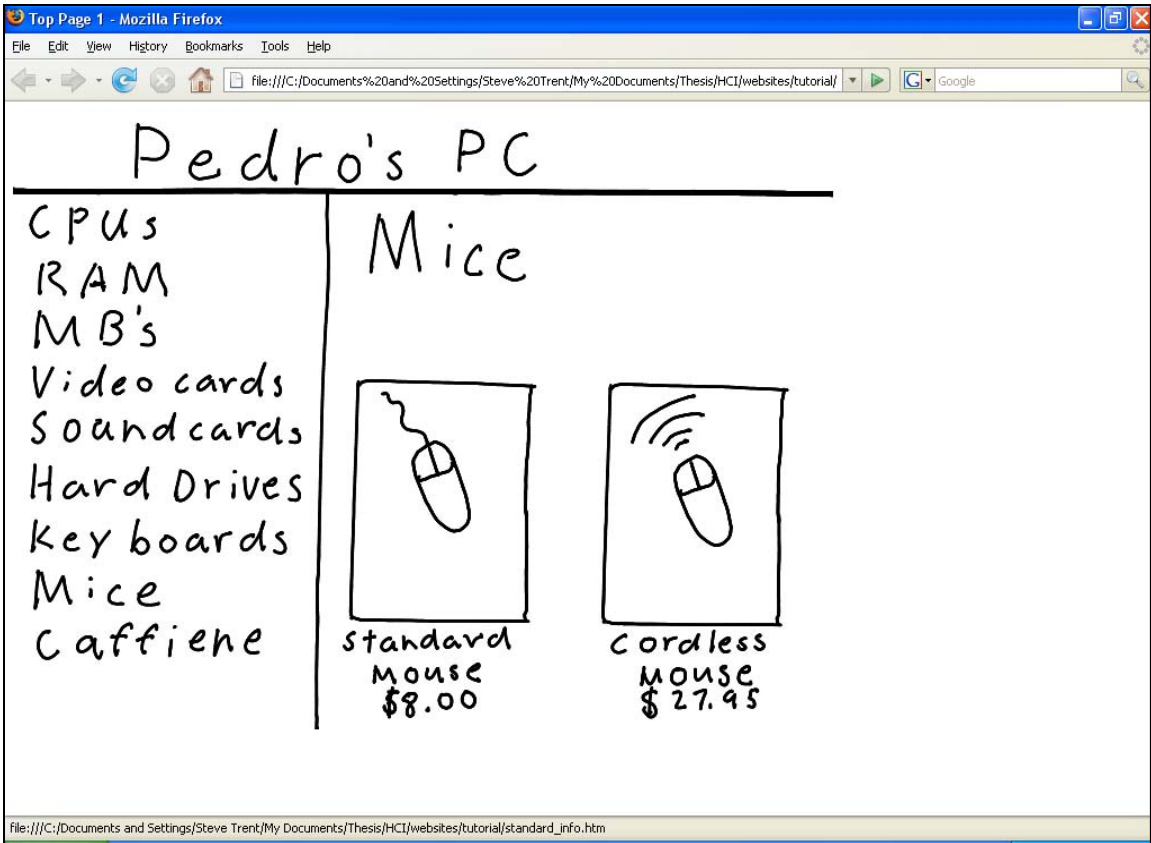 Top Page 1 - Mozilla Firefox
File Edit View History Bookmarks Tools Help
file:///C:/Documents%20and%20Settings/Steve%20Trent/My%20Documents/Thesis/HCI/websites/tutorial/ G Google
Pedro's PC
CPUs
RAM
MB's
Video cards
Soundcards
Hard Drives
Keyboards
Mice
Caffiene
Mice
Standard
Mouse
$8.00
Cordless
Mouse
$27.95
file:///C:/Documents and Settings/Steve Trent/My Documents/Thesis/HCI/websites/tutorial/standard_info.htm